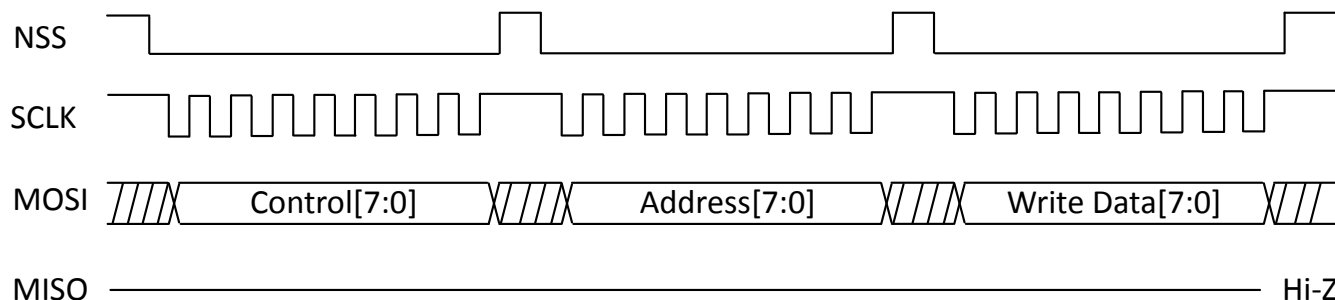 NSS
SCLK
MOSI Control[7:0] Address[7:0] Write Data[7:0]
MISO Hi-Z